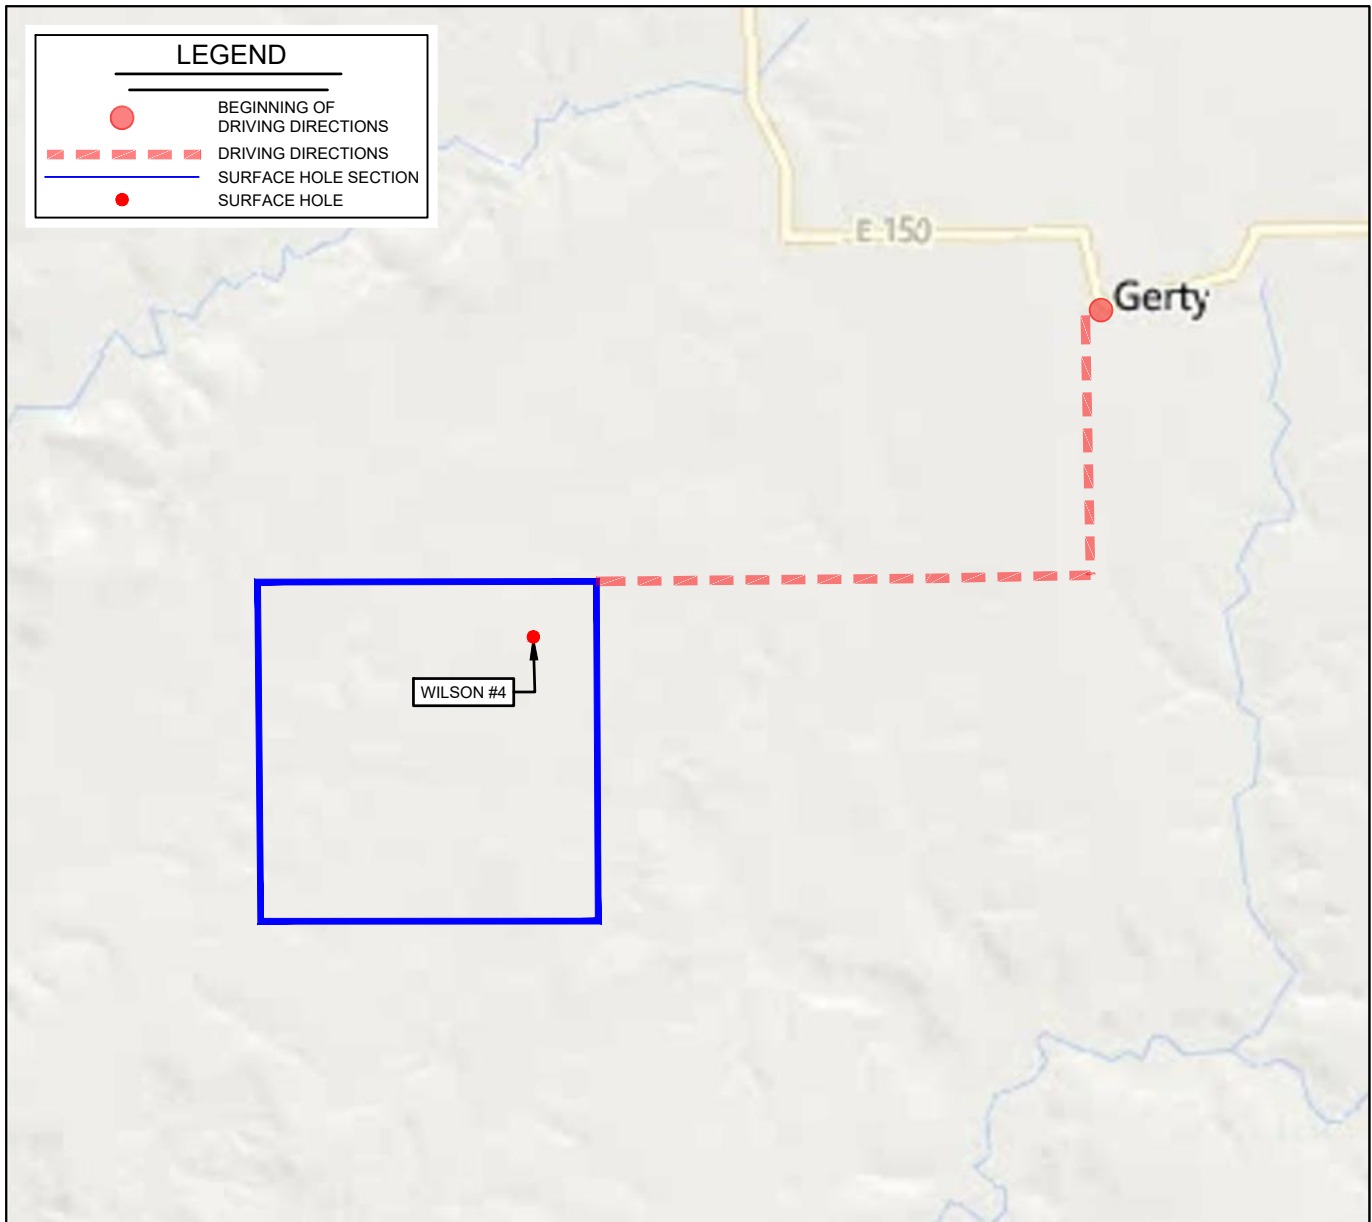 LEGEND
BEGINNING OF
DRIVING DIRECTIONS
DRIVING DIRECTIONS
SURFACE HOLE SECTION
SURFACE HOLE
E 150
Gerty
WILSON #4